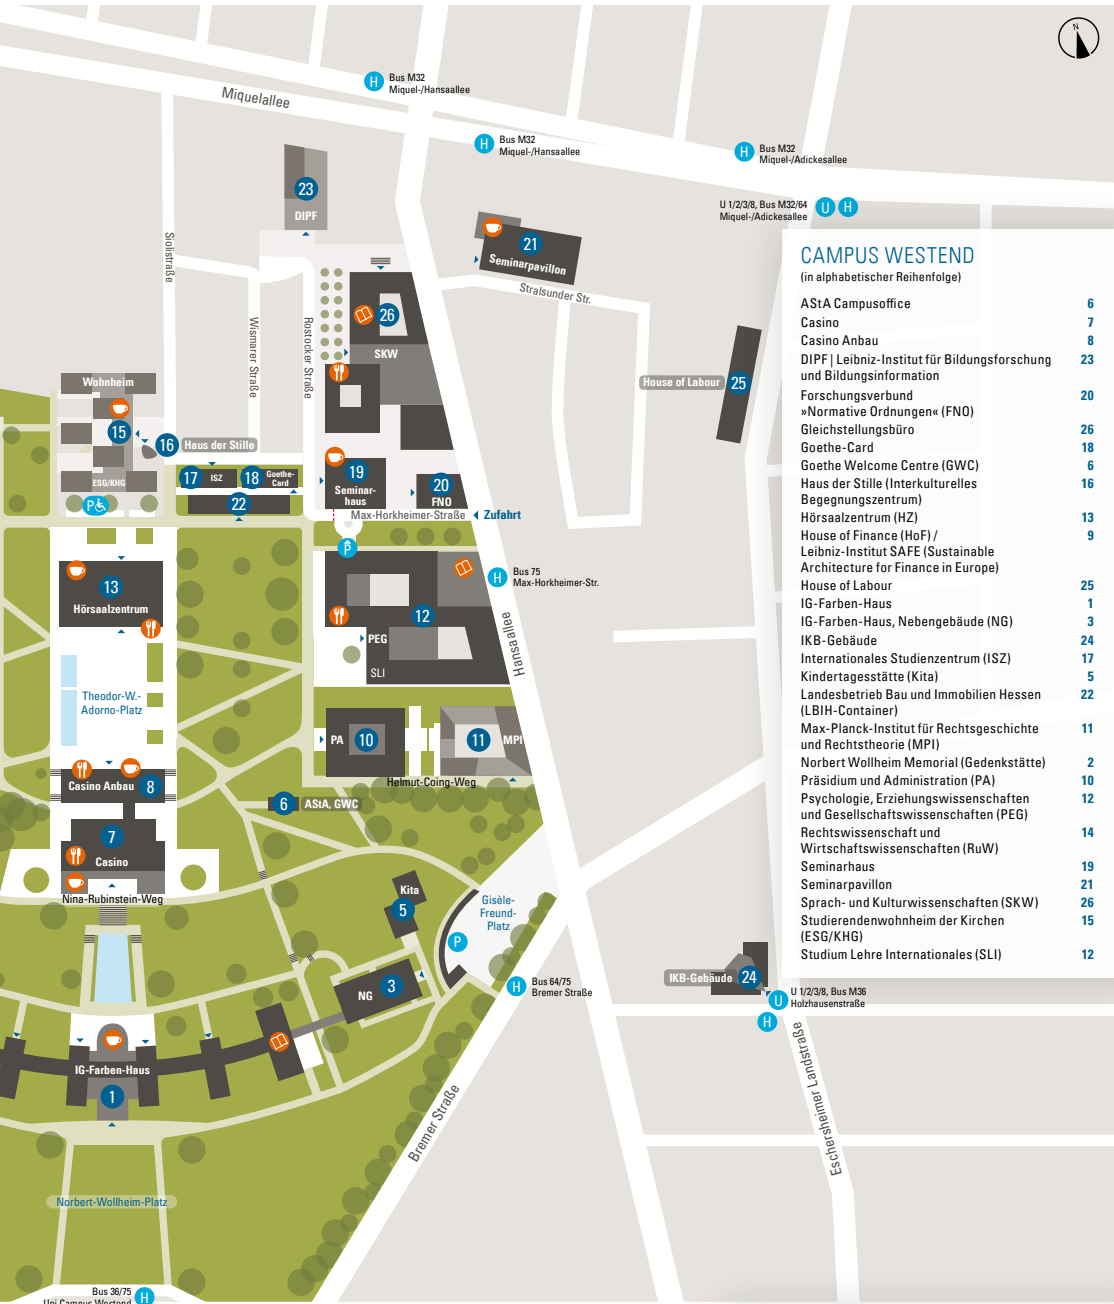 N
Bus M32
Miquel-/Hansaallee
Miquelallee
Bus M32
Miquel-/Hansaallee
Bus M32
Miquel-/Adickesallee
U 1/2/3/8, Bus M32/64
Miquel-/Adickesallee
H
H
H
U H
23
DIPF
21
Seminarpavillon
Stralsunder Str.
Siolistraße
Wismarer Straße
Rostocker Straße
26
SKW
House of Labour 25
Wohnheim
15
16 Haus der Stille
ESG/KHG
P
17 ISZ
18 Goethe-
Card
22
19
Seminar-
haus
20
FNO
Max-Horkheimer-Straße
Zufahrt
P
H Bus 75
Max-Horkheimer-Str.
13
Hörsaalzentrum
12
PEG
SLI
Hansaallee
Theodor-W.-
Adorno-Platz
PA 10
11 MPI
Helmut-Coing-Weg
Casino Anbau 8
6 AStA, GWC
7
Casino
Nina-Rubinstein-Weg
Kita
5
Gisèle-
Freund-
Platz
P
NG 3
H Bus 64/75
Bremer Straße
IKB-Gebäude 24
U 1/2/3/8, Bus M36
Holzhausenstraße
U
H
IG-Farben-Haus
1
Bremer Straße
Eschersheimer Landstraße
Norbert-Wollheim-Platz
Bus 36/75
Uni Campus Westend
H
CAMPUS WESTEND
(in alphabetischer Reihenfolge)
AStA Campusoffice 6
Casino 7
Casino Anbau 8
DIPF | Leibniz-Institut für Bildungsforschung 23
und Bildungsinformation
Forschungsverbund 20
»Normative Ordnungen« (FNO)
Gleichstellungsbüro 26
Goethe-Card 18
Goethe Welcome Centre (GWC) 6
Haus der Stille (Interkulturelles 16
Begegnungszentrum)
Hörsaalzentrum (HZ) 13
House of Finance (HoF) / 9
Leibniz-Institut SAFE (Sustainable
Architecture for Finance in Europe)
House of Labour 25
IG-Farben-Haus 1
IG-Farben-Haus, Nebengebäude (NG) 3
IKB-Gebäude 24
Internationales Studienzentrum (ISZ) 17
Kindertagesstätte (Kita) 5
Landesbetrieb Bau und Immobilien Hessen 22
(LBIH-Container)
Max-Planck-Institut für Rechtsgeschichte 11
und Rechtstheorie (MPI)
Norbert Wollheim Memorial (Gedenkstätte) 2
Präsidium und Administration (PA) 10
Psychologie, Erziehungswissenschaften 12
und Gesellschaftswissenschaften (PEG)
Rechtswissenschaft und 14
Wirtschaftswissenschaften (RuW)
Seminarhaus 19
Seminarpavillon 21
Sprach- und Kulturwissenschaften (SKW) 26
Studierendenwohnheim der Kirchen 15
(ESG/KHG)
Studium Lehre Internationales (SLI) 12